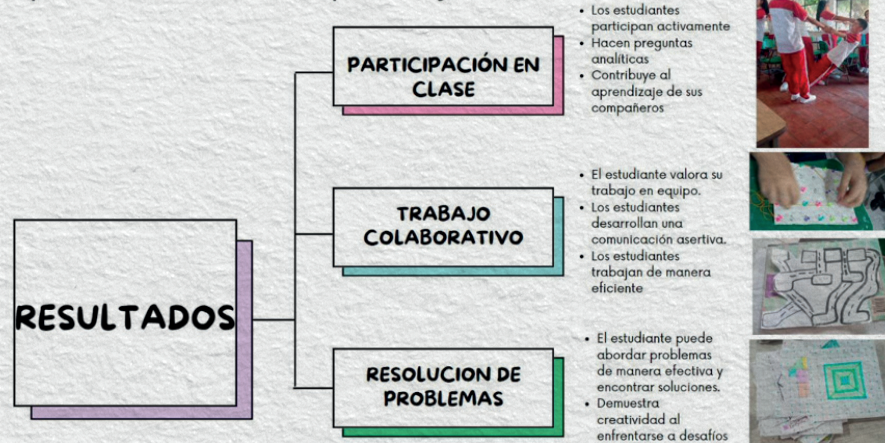 RESULTADOS
PARTICIPACIÓN EN
CLASE
• Los estudiantes
participan activamente
• Hacen preguntas
analíticas
• Contribuye al
aprendizaje de sus
compañeros
TRABAJO
COLABORATIVO
• El estudiante valora su
trabajo en equipo.
• Los estudiantes
desarrollan una
comunicación asertiva.
• Los estudiantes
trabajan de manera
eficiente
RESOLUCION DE
PROBLEMAS
• El estudiante puede
abordar problemas
de manera efectiva y
encontrar soluciones.
• Demuestra
creatividad al
enfrentarse a desafíos